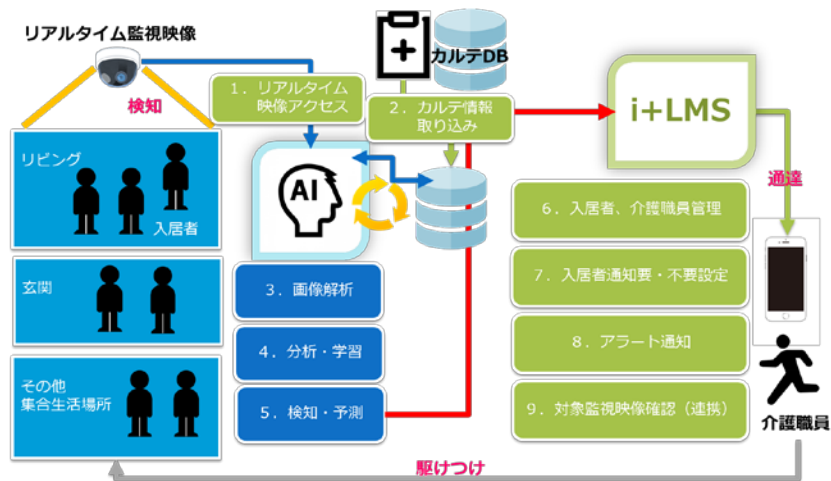 リアルタイム監視映像
検知
リビング
入居者
玄関
その他
集合生活場所
1. リアルタイム
映像アクセス
カルテDB
2. カルテ情報
取り込み
AI
3. 画像解析
4. 分析・学習
5. 検知・予測
i+LMS
通達
6. 入居者、介護職員管理
7. 入居者通知要・不要設定
8. アラート通知
9. 対象監視映像確認（連携）
介護職員
駆けつけ